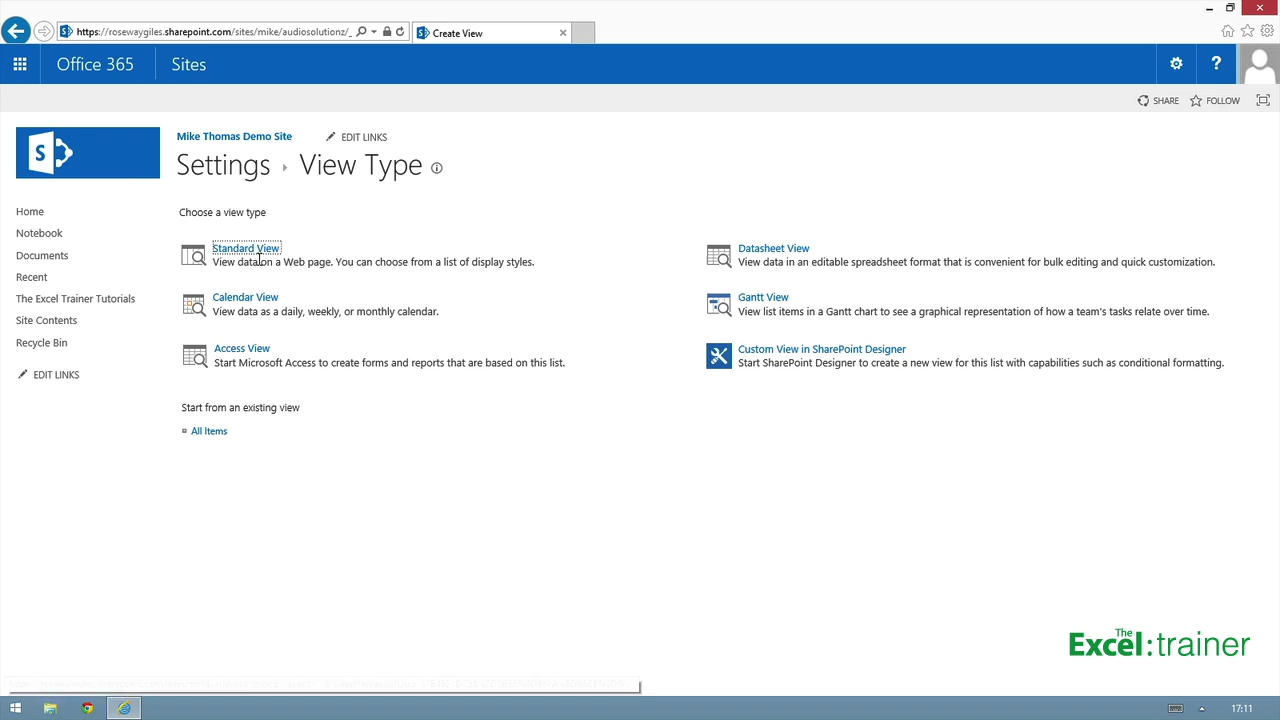 https://rosewaygiles.sharepoint.com/sites/mike/audiosolutionz/_
Create View
Office 365
Sites
?
SHARE
FOLLOW
S
Mike Thomas Demo Site
EDIT LINKS
Settings
View Type
Home
Notebook
Documents
Recent
The Excel Trainer Tutorials
Site Contents
Recycle Bin
EDIT LINKS
Choose a view type
Standard View
View data on a Web page. You can choose from a list of display styles.
Datasheet View
View data in an editable spreadsheet format that is convenient for bulk editing and quick customization.
Calendar View
View data as a daily, weekly, or monthly calendar.
Gantt View
View list items in a Gantt chart to see a graphical representation of how a team's tasks relate over time.
Access View
Start Microsoft Access to create forms and reports that are based on this list.
Custom View in SharePoint Designer
Start SharePoint Designer to create a new view for this list with capabilities such as conditional formatting.
Start from an existing view
All Items
The
Excel:trainer
17:11